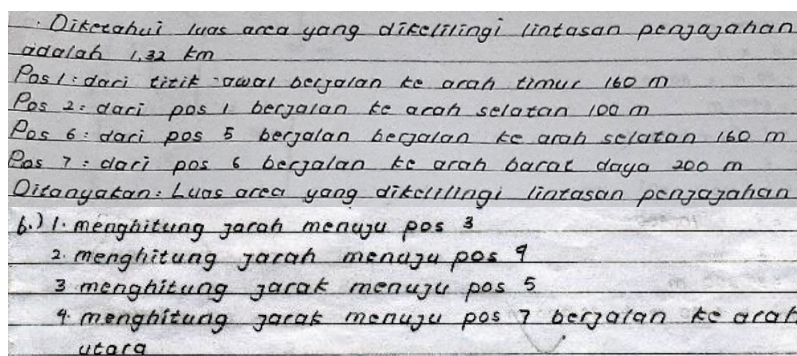 . Diketahui luas area yang dikelilingi lintasan penjajahan
adalah 1,32 km
Pos 1: dari titik awal berjalan ke arah timur 160 m
Pos 2: dari pos 1 berjalan ke arah selatan 100 m
Pos 6: dari pos 5 berjalan berjalan ke arah selatan 160 m
Pos 7: dari pos 6 berjalan ke arah barat daya 200 m
Ditanyakan: Luas area yang dikelilingi lintasan penjajahan
b.) 1. menghitung jarah menuju pos 3
2. menghitung jarah menuju pos 4
3 menghitung jarak menuju pos 5
4. menghitung jarak menuju pos 7 berjalan ke arah
utara